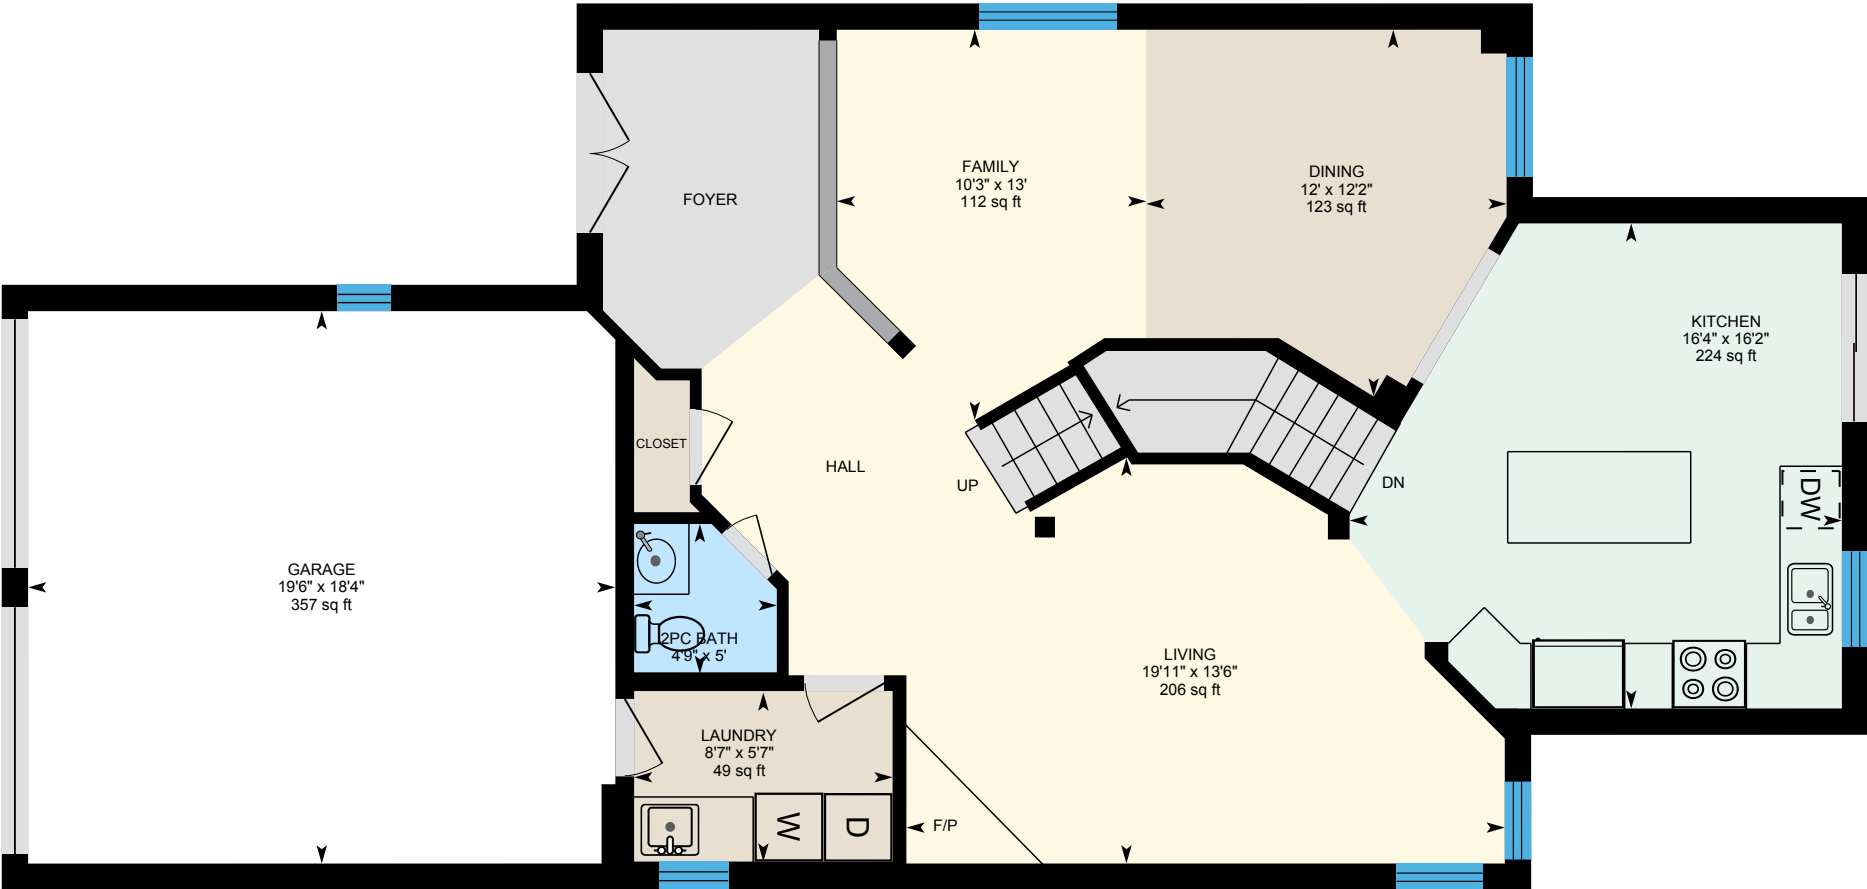 FOYER
FAMILY
10'3" x 13'
112 sq ft
DINING
12' x 12'2"
123 sq ft
KITCHEN
16'4" x 16'2"
224 sq ft
CLOSET
HALL
UP
DN
DW
GARAGE
19'6" x 18'4"
357 sq ft
2PC BATH
4'9" x 5'
LIVING
19'11" x 13'6"
206 sq ft
LAUNDRY
8'7" x 5'7"
49 sq ft
W
D
F/P